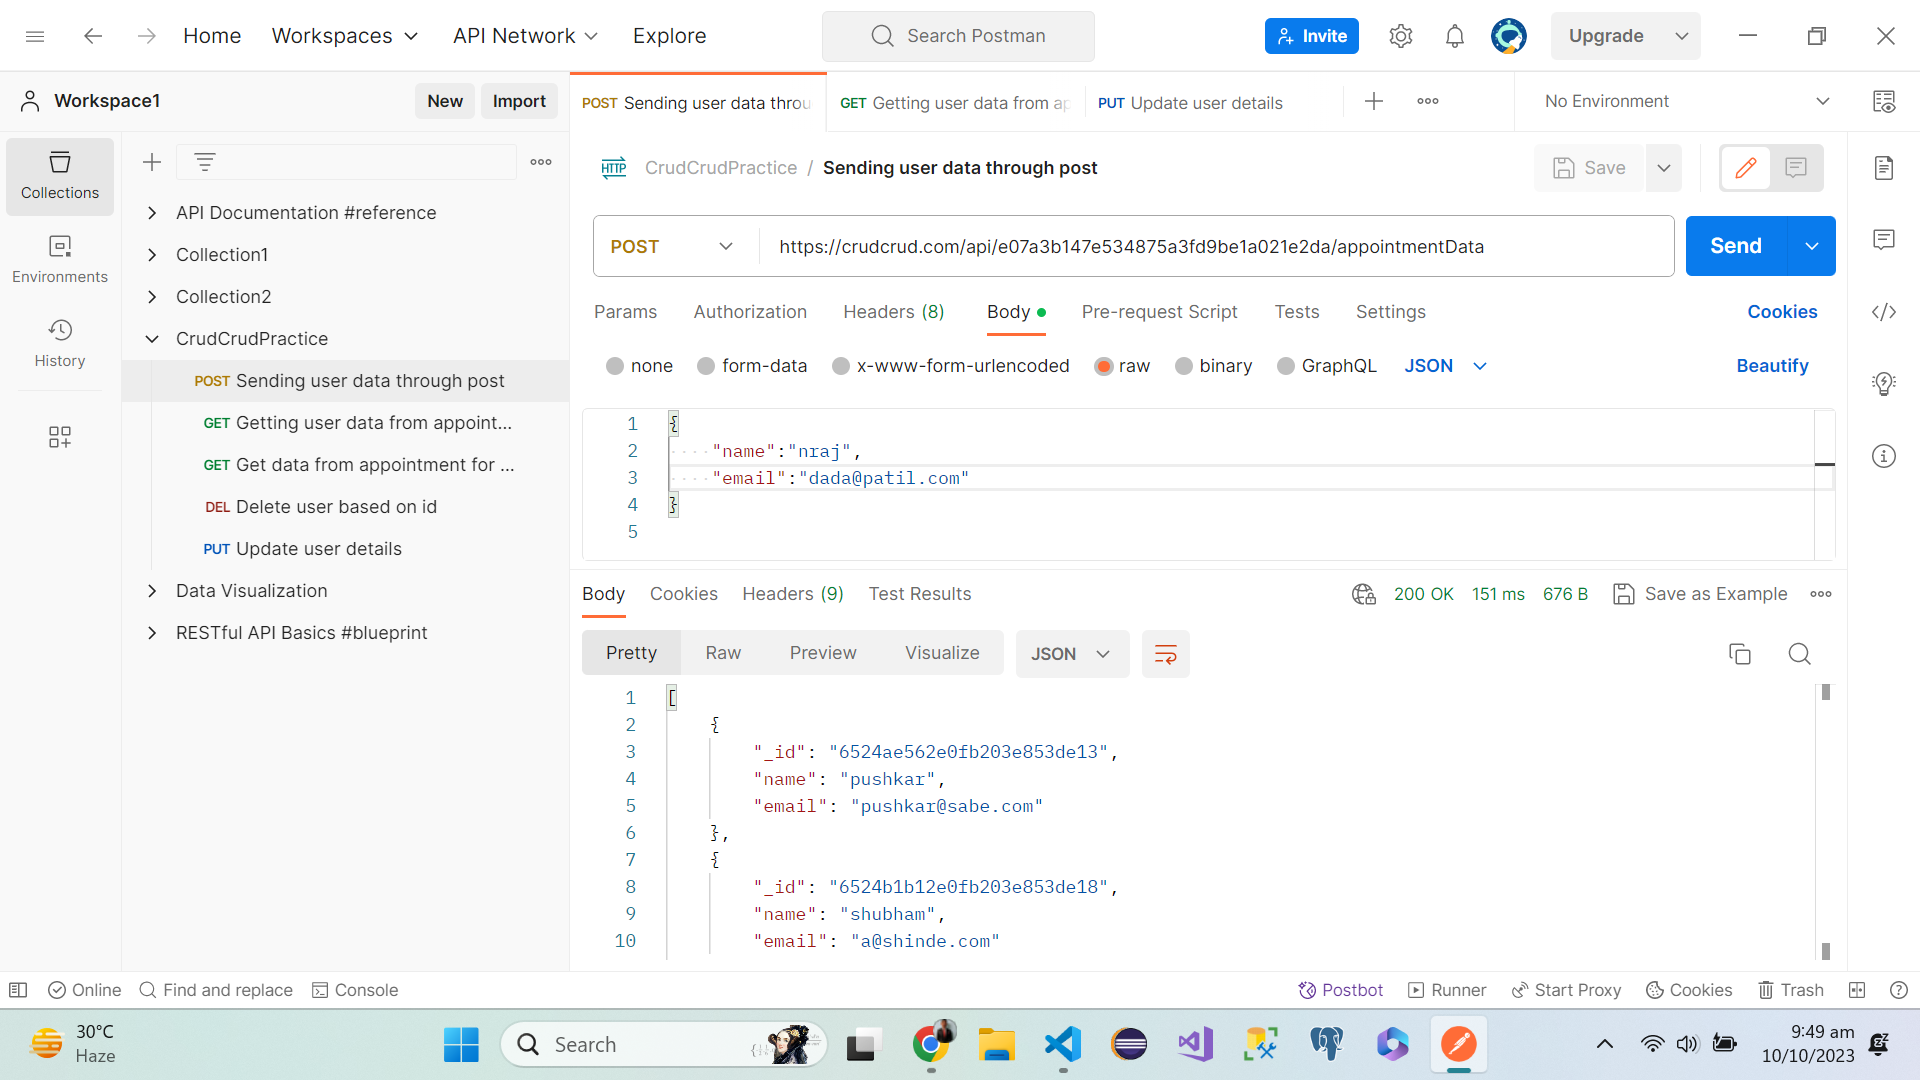 Home Workspaces API Network Explore Search Postman Invite Upgrade
Workspace1 New Import
POST Sending user data throu GET Getting user data from ap PUT Update user details No Environment
Collections
Environments
History
API Documentation #reference
Collection1
Collection2
CrudCrudPractice
POST Sending user data through post
GET Getting user data from appoint...
GET Get data from appointment for ...
DEL Delete user based on id
PUT Update user details
Data Visualization
RESTful API Basics #blueprint
HTTP CrudCrudPractice / Sending user data through post Save
POST https://crudcrud.com/api/e07a3b147e534875a3fd9be1a021e2da/appointmentData Send
Params Authorization Headers (8) Body Pre-request Script Tests Settings Cookies
none form-data x-www-form-urlencoded raw binary GraphQL JSON Beautify
1 {
2 "name":"nraj",
3 "email":"dada@patil.com"
4 }
5
Body Cookies Headers (9) Test Results 200 OK 151 ms 676 B Save as Example
Pretty Raw Preview Visualize JSON
1 [
2 {
3 "_id": "6524ae562e0fb203e853de13",
4 "name": "pushkar",
5 "email": "pushkar@sabe.com"
6 },
7 {
8 "_id": "6524b1b12e0fb203e853de18",
9 "name": "shubham",
10 "email": "a@shinde.com"
Online Find and replace Console Postbot Runner Start Proxy Cookies Trash
30°C
Haze
Search
9:49 am
10/10/2023